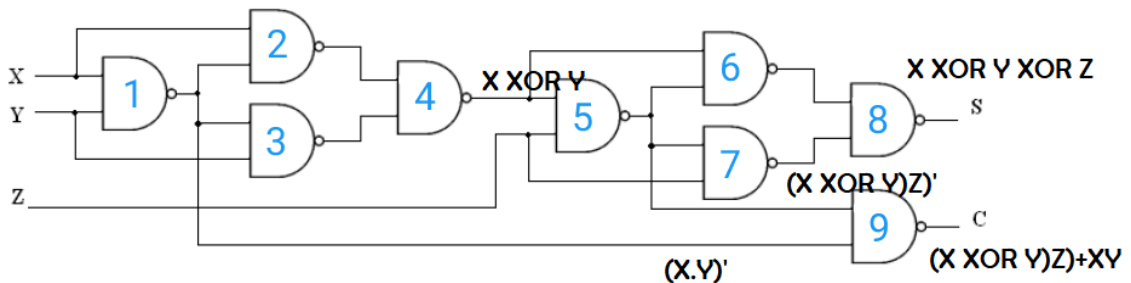 X
Y
Z
1
2
3
4
X XOR Y
5
6
7
(X XOR Y)Z)'
8
X XOR Y XOR Z
S
9
C
(X XOR Y)Z)+XY
(X.Y)'